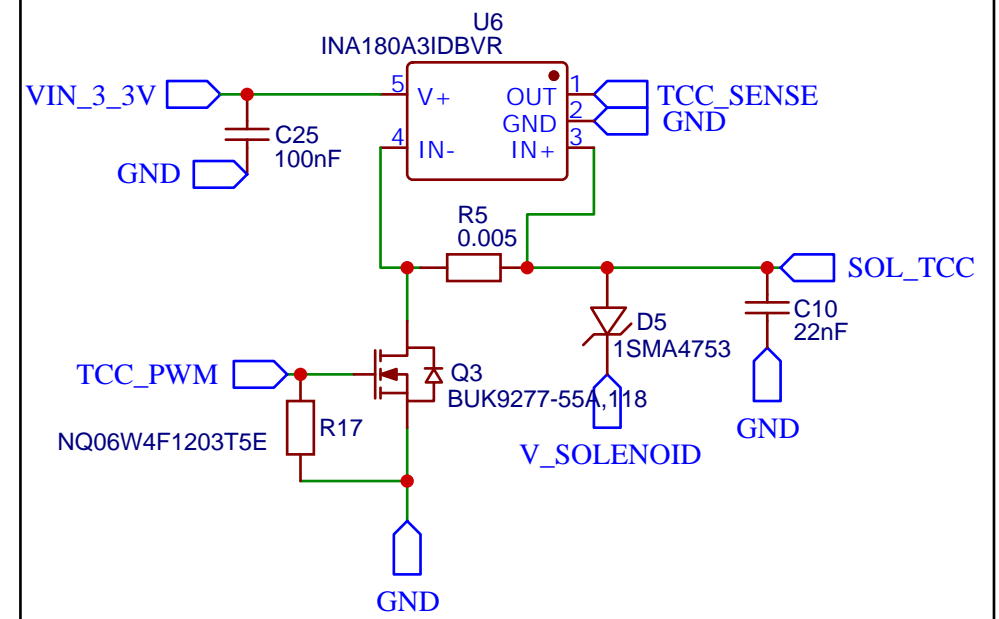 U6
INA180A3IDBVR
VIN_3_3V
5
V+
OUT
1
TCC_SENSE
GND
2
GND
4
IN-
IN+
3
C25
100nF
GND
R5
0.005
SOL_TCC
D5
1SMA4753
C10
22nF
TCC_PWM
Q3
BUK9277-55A,118
R17
NQ06W4F1203T5E
V_SOLENOID
GND
GND